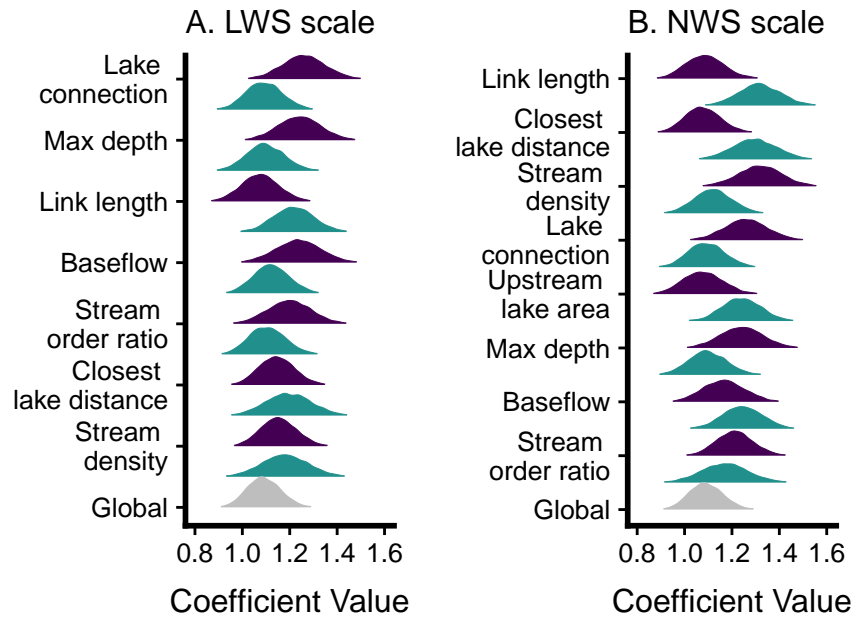 A. LWS scale
Lake
connection
Max depth
Link length
Baseflow
Stream
order ratio
Closest
lake distance
Stream
density
Global
0.8 1.0 1.2 1.4 1.6
Coefficient Value
B. NWS scale
Link length
Closest
lake distance
Stream
density
Lake
connection
Upstream
lake area
Max depth
Baseflow
Stream
order ratio
Global
0.8 1.0 1.2 1.4 1.6
Coefficient Value